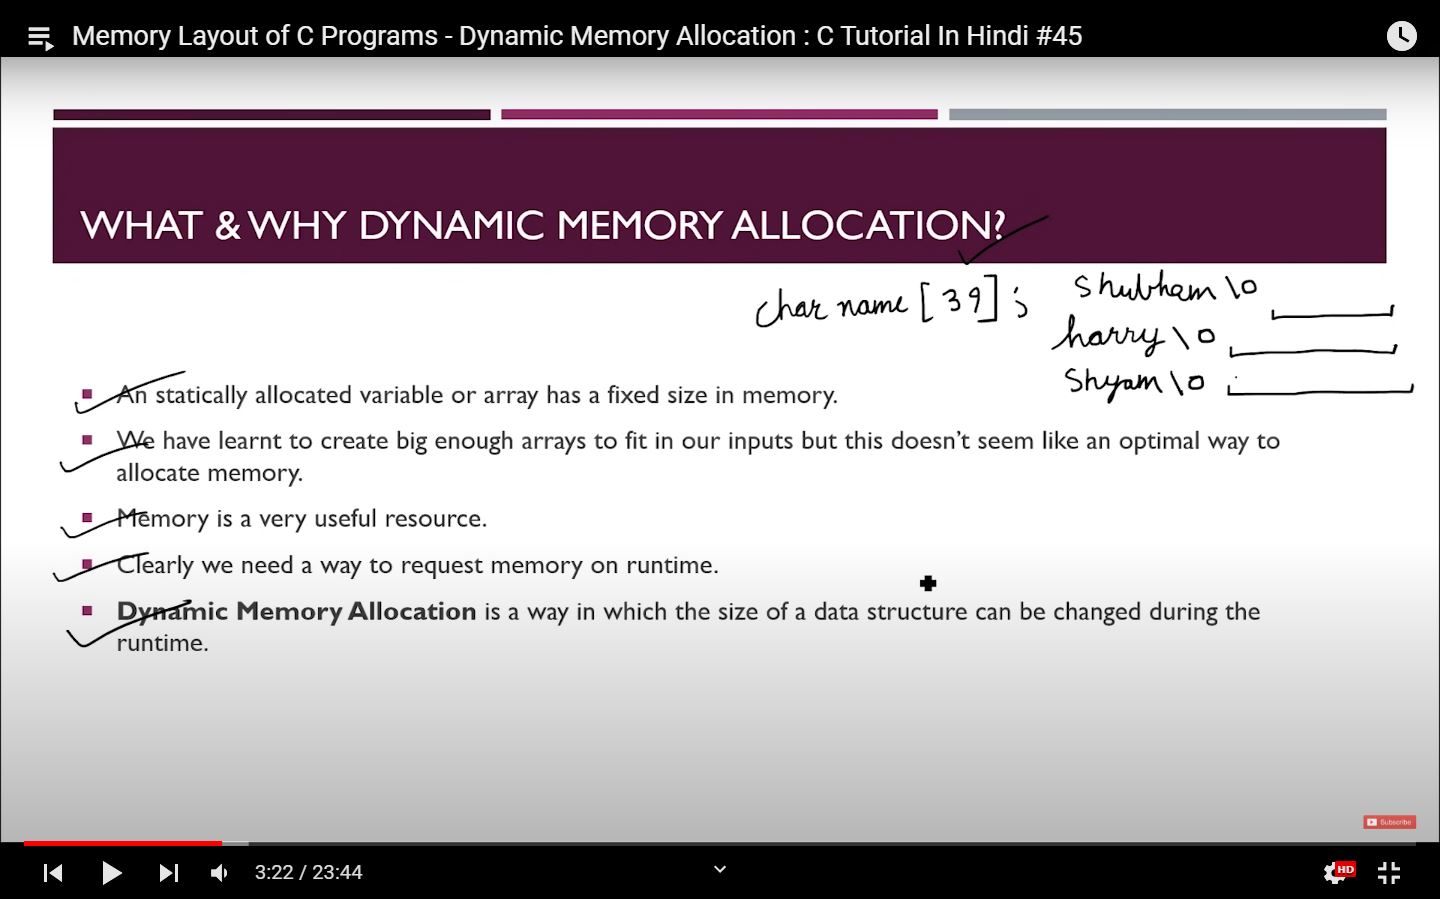 Memory Layout of C Programs - Dynamic Memory Allocation : C Tutorial In Hindi #45
WHAT & WHY DYNAMIC MEMORY ALLOCATION?
char name [39];
Shubham \0
harry \0
Shyam \0
An statically allocated variable or array has a fixed size in memory.
We have learnt to create big enough arrays to fit in our inputs but this doesn't seem like an optimal way to
allocate memory.
Memory is a very useful resource.
Clearly we need a way to request memory on runtime.
Dynamic Memory Allocation is a way in which the size of a data structure can be changed during the
runtime.
Subscribe
3:22 / 23:44
HD